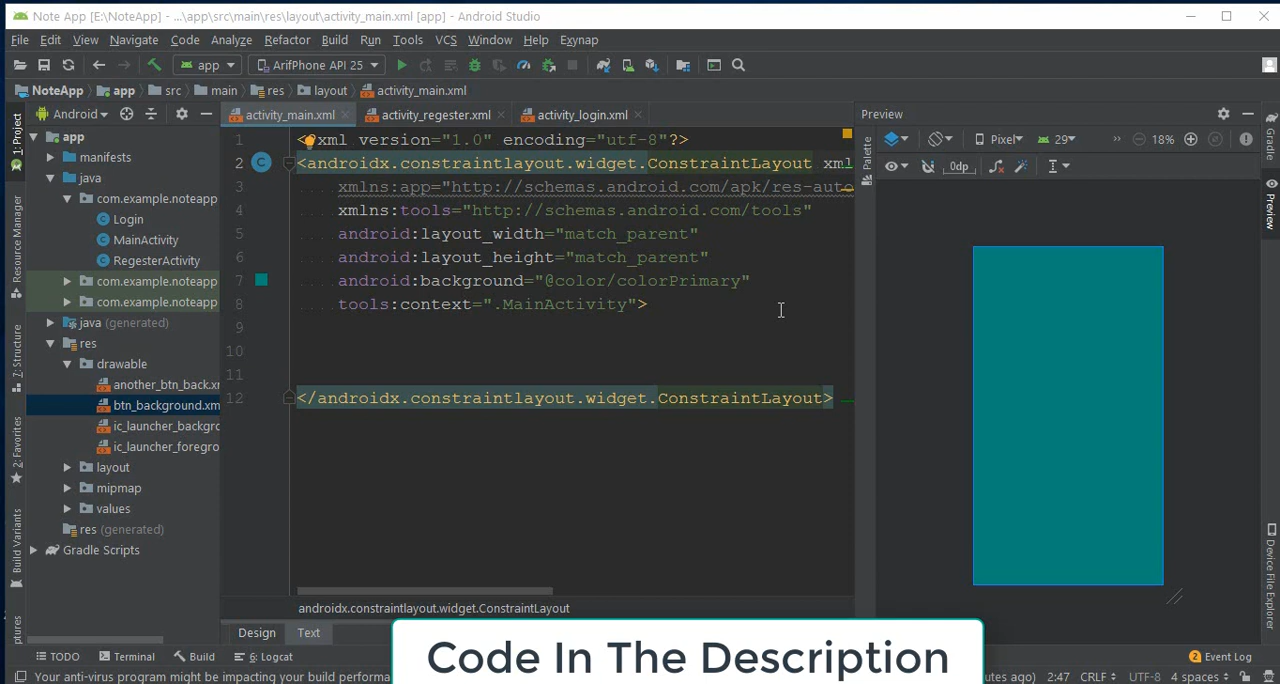 Note App [E:\NoteApp] - ...\app\src\main\res\layout\activity_main.xml [app] - Android Studio
File Edit View Navigate Code Analyze Refactor Build Run Tools VCS Window Help Exynap
app ArifPhone API 25
NoteApp app src main res layout activity_main.xml
1: Project
Resource Manager
7: Structure
2: Favorites
Build Variants
Android
app
manifests
java
com.example.noteapp
Login
MainActivity
RegesterActivity
com.example.noteapp
com.example.noteapp
java (generated)
res
drawable
another_btn_back.x
btn_background.xm
ic_launcher_backgro
ic_launcher_foregro
layout
mipmap
values
res (generated)
Gradle Scripts
activity_main.xml activity_regester.xml activity_login.xml
1 <?xml version="1.0" encoding="utf-8"?>
2 <androidx.constraintlayout.widget.ConstraintLayout xml
3 xmlns:app="http://schemas.android.com/apk/res-auto
4 xmlns:tools="http://schemas.android.com/tools"
5 android:layout_width="match_parent"
6 android:layout_height="match_parent"
7 android:background="@color/colorPrimary"
8 tools:context=".MainActivity">
9
10
11
12 </androidx.constraintlayout.widget.ConstraintLayout>
androidx.constraintlayout.widget.ConstraintLayout
Design Text
Preview
Palette
Pixel 29 18%
0dp
Gradle
Preview
Device File Explorer
TODO Terminal Build 6: Logcat
Code In The Description
2 Event Log
Your anti-virus program might be impacting your build performa
utes ago) 2:47 CRLF UTF-8 4 spaces